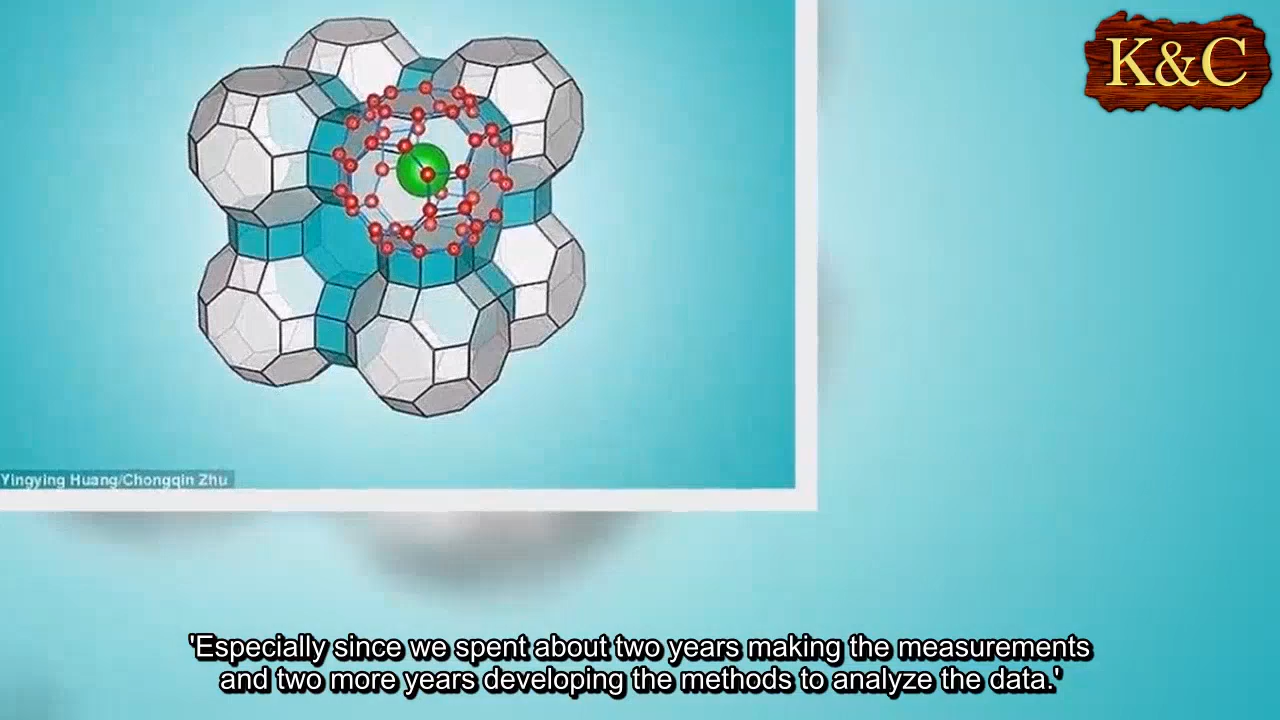 K&C
Yingying Huang/Chongqin Zhu
'Especially since we spent about two years making the measurements
and two more years developing the methods to analyze the data.'